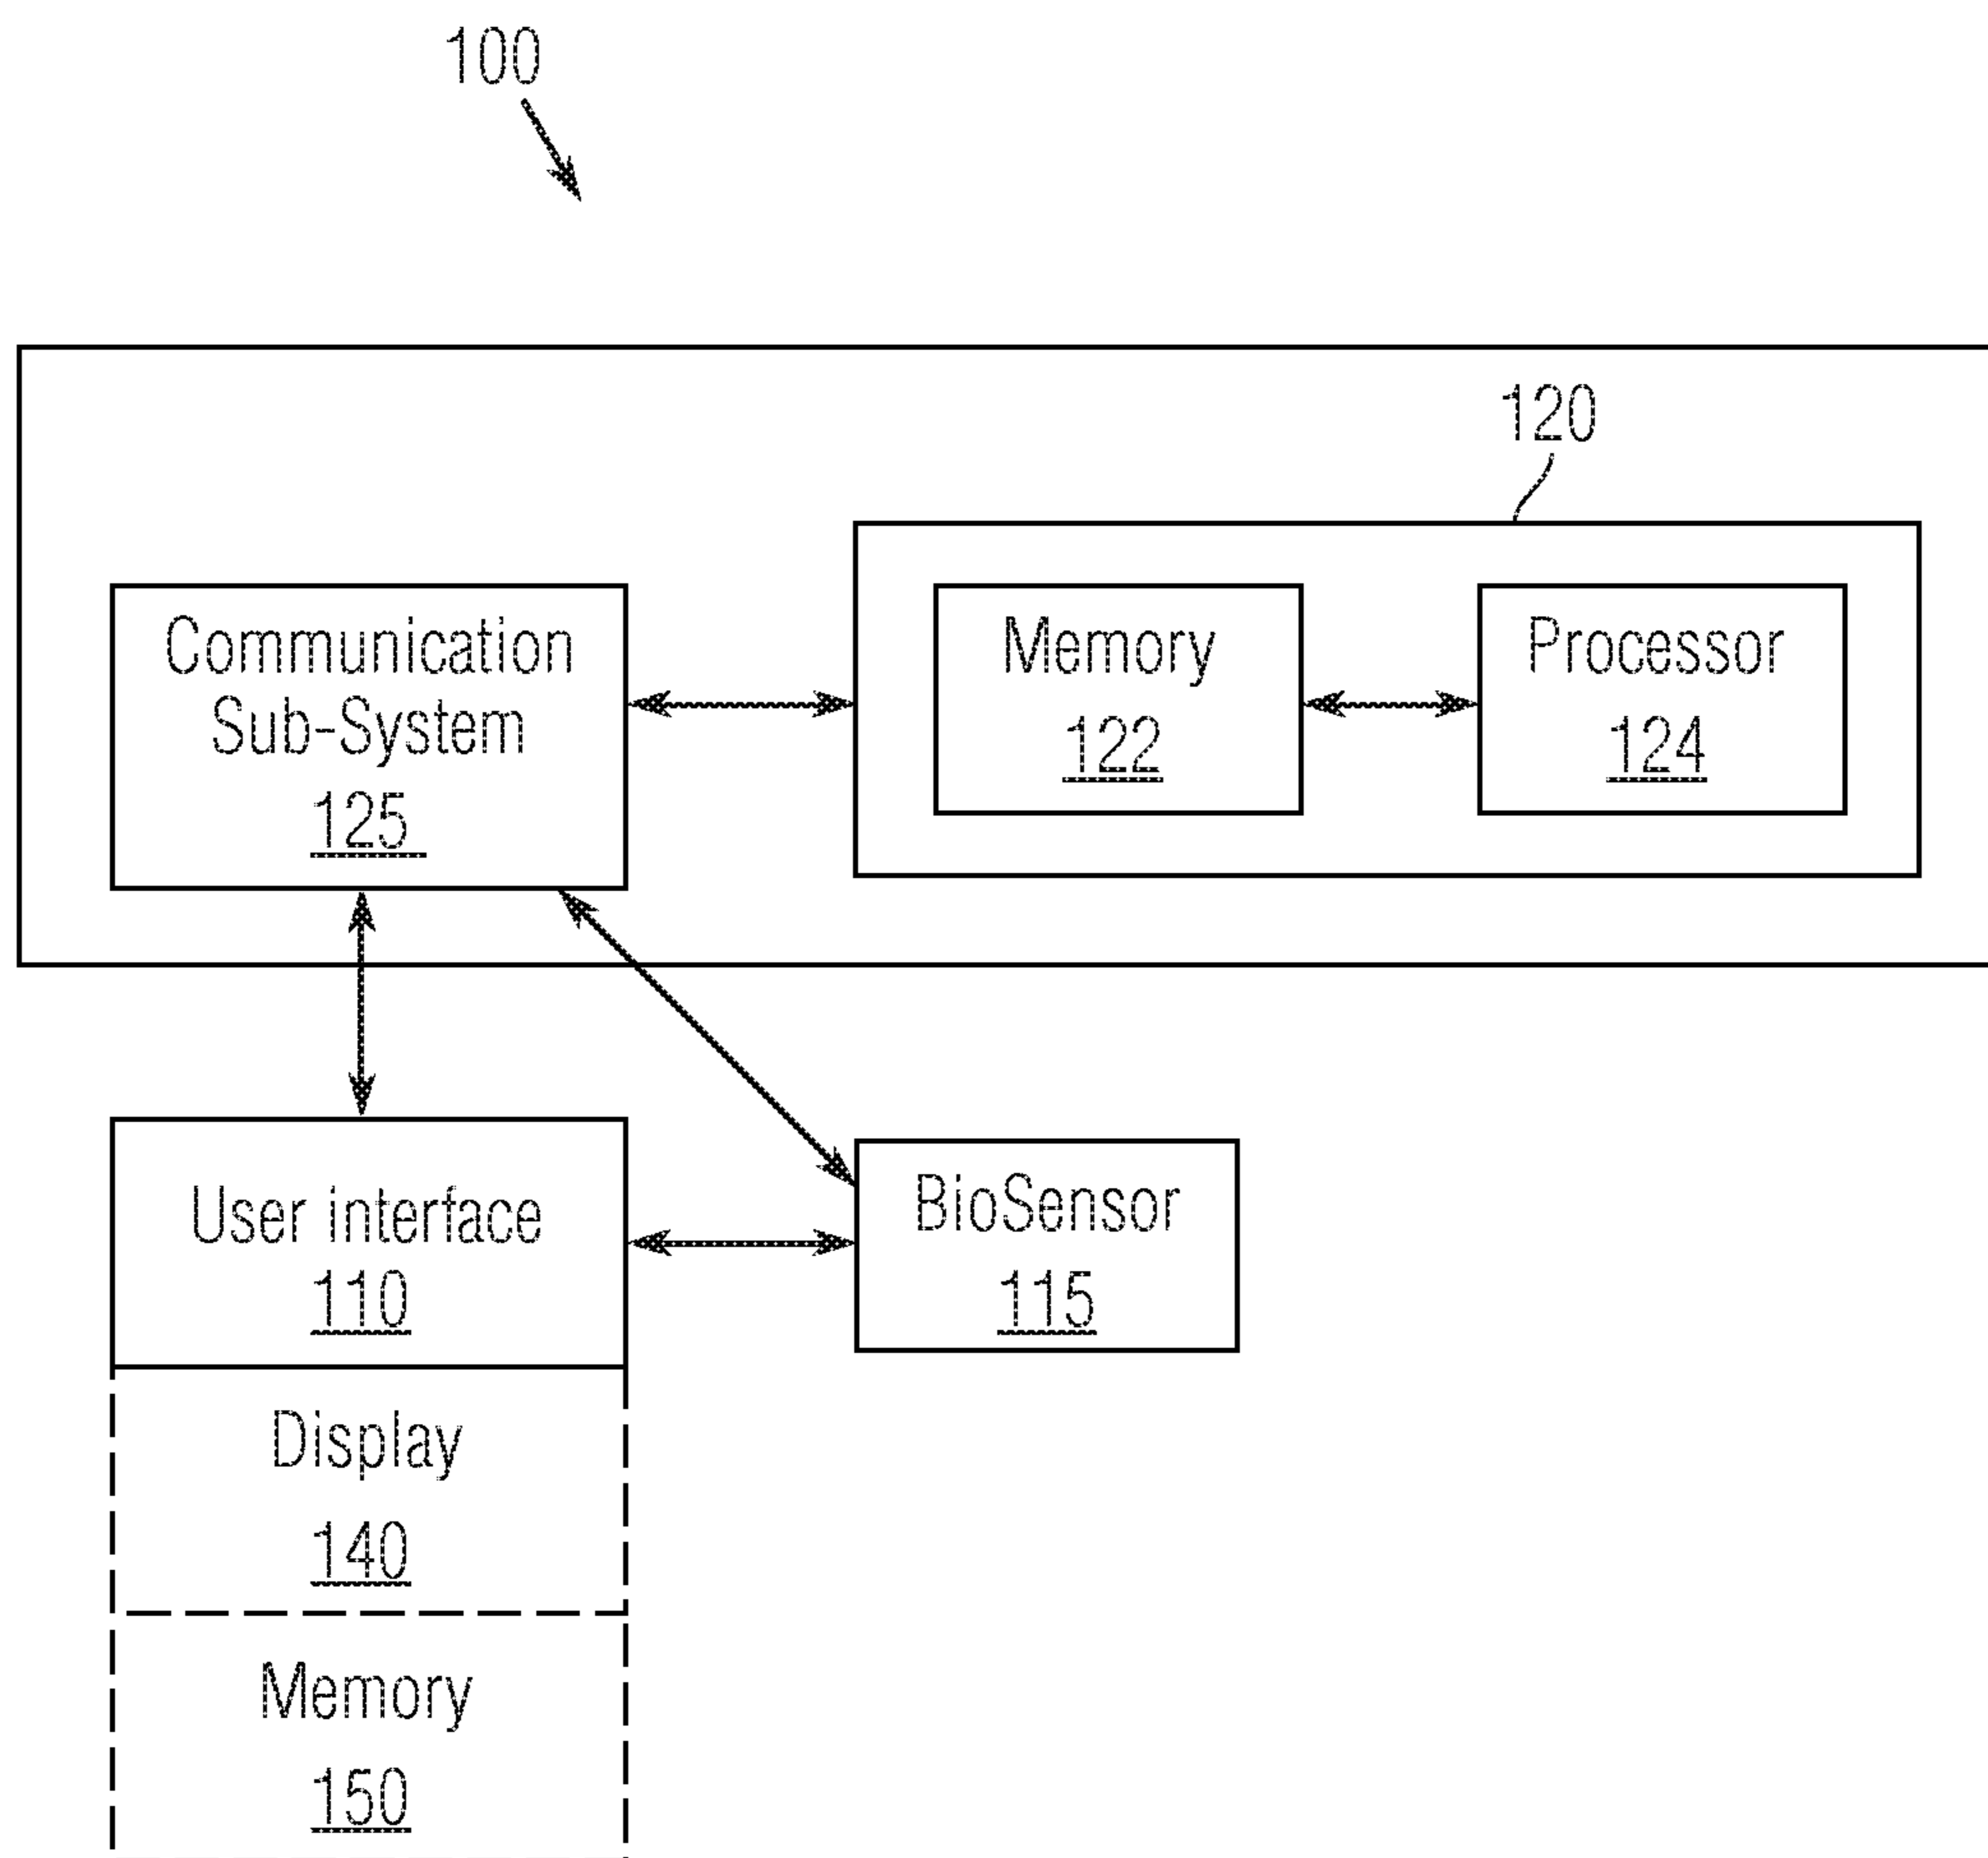 100
120
Communication
Sub-System
125
Memory
122
Processor
124
User interface
110
BioSensor
115
Display
140
Memory
150